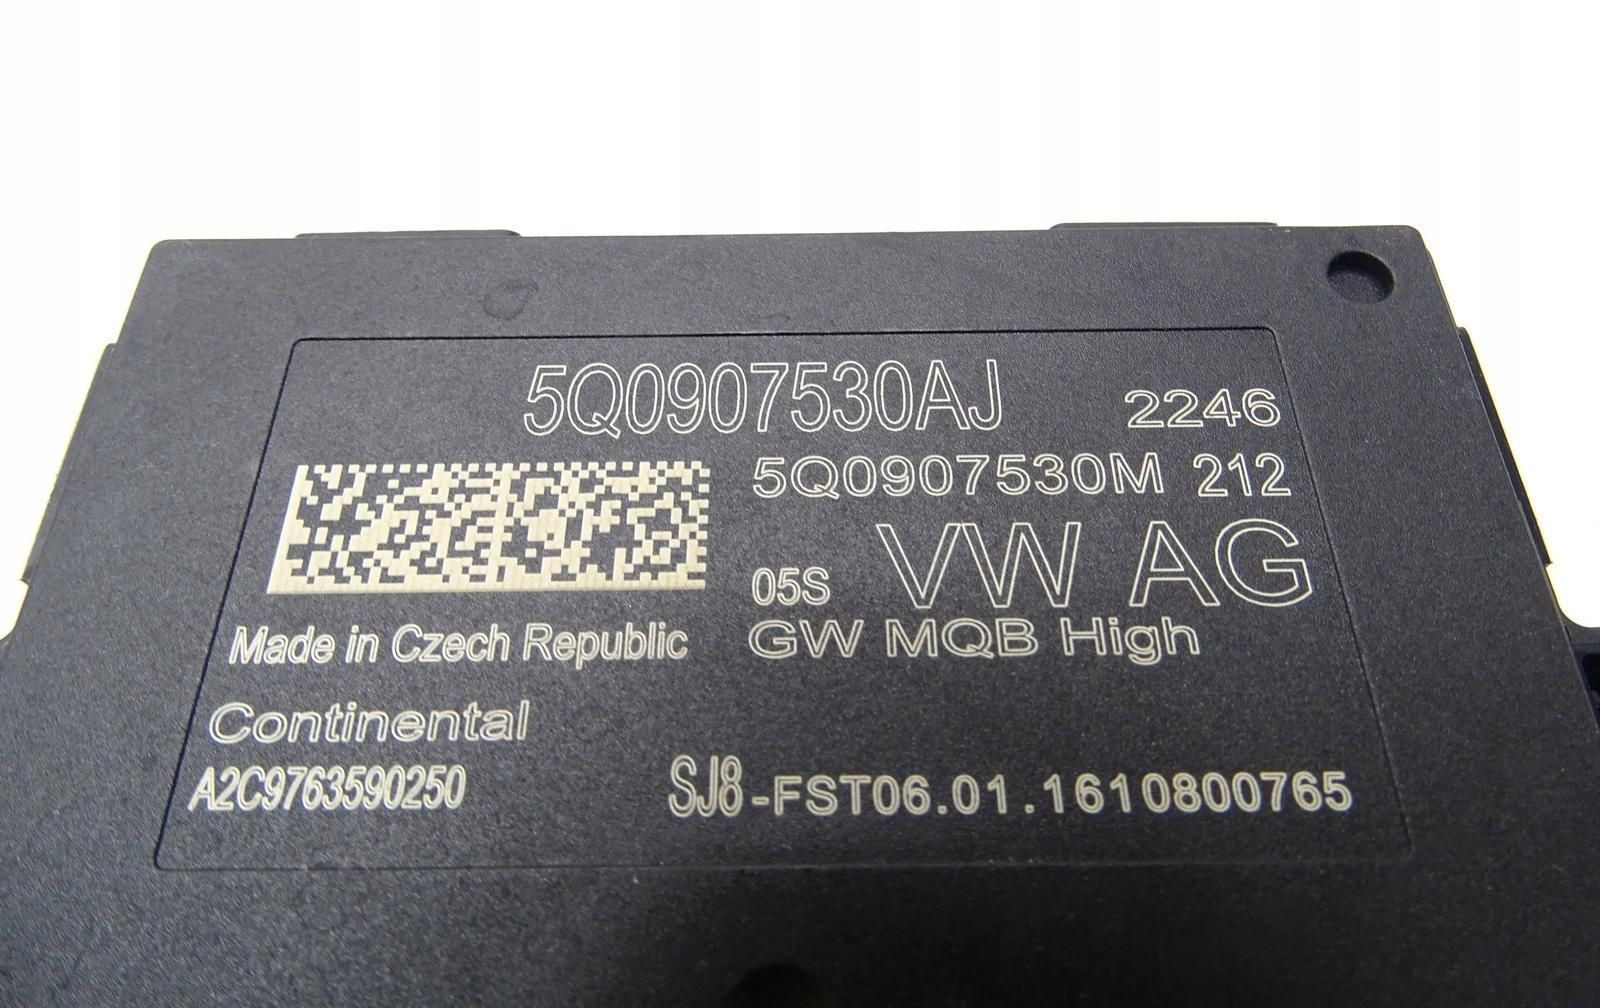 5Q0907530AJ 2246
5Q0907530M 212
05S VW AG
Made in Czech Republic GW MQB High
Continental
A2C9763590250 SJ8-FST06.01.1610800765